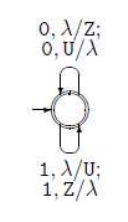 0, λ/Z;
0, U/λ
1, λ/U;
1, Z/λ